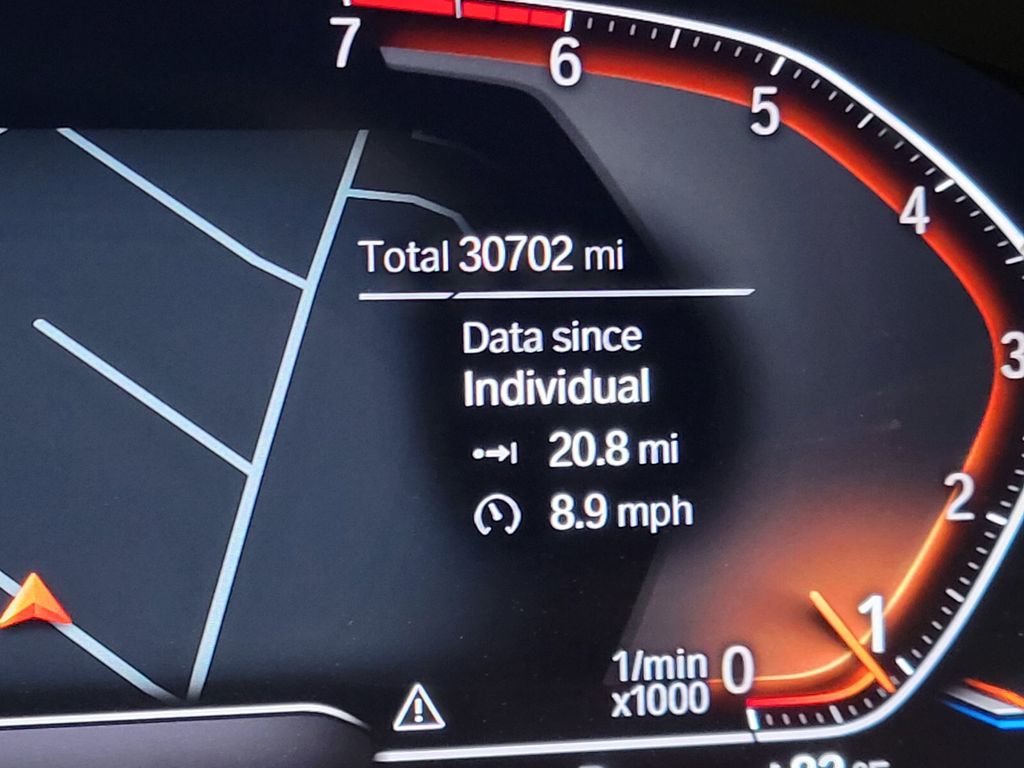 7
6
5
4
3
2
1
0
Total 30702 mi
Data since
Individual
20.8 mi
8.9 mph
1/min
x1000